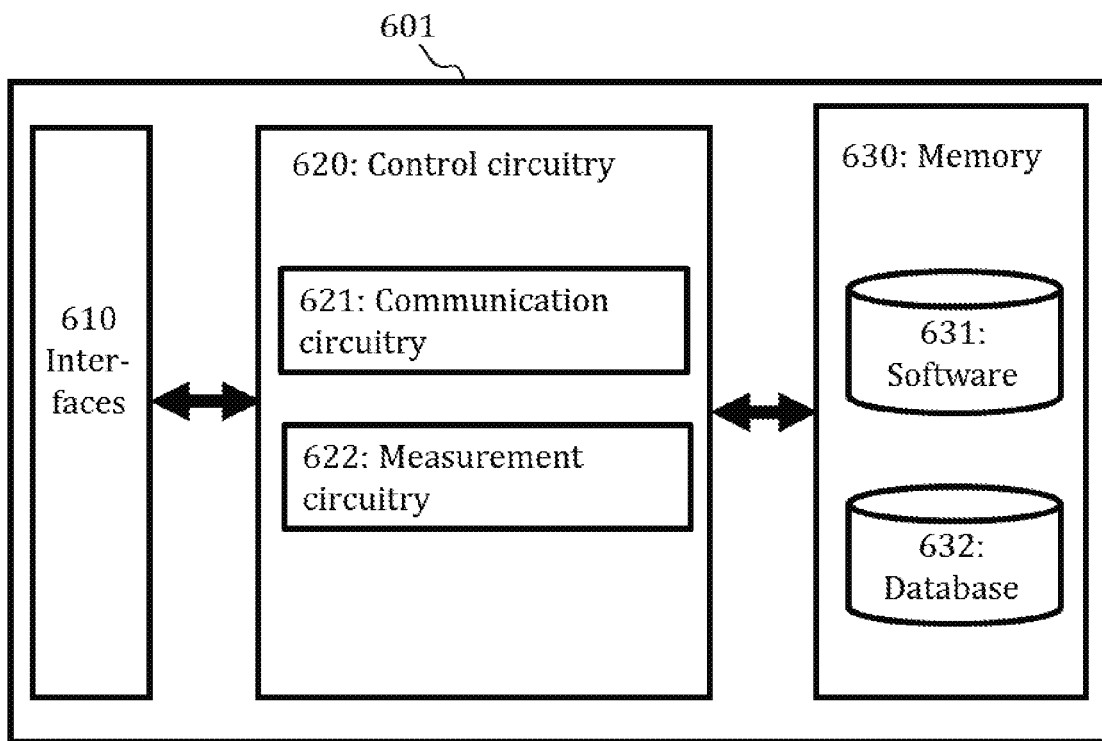 601
610
Inter-
faces
620: Control circuitry
621: Communication
circuitry
622: Measurement
circuitry
630: Memory
631:
Software
632:
Database